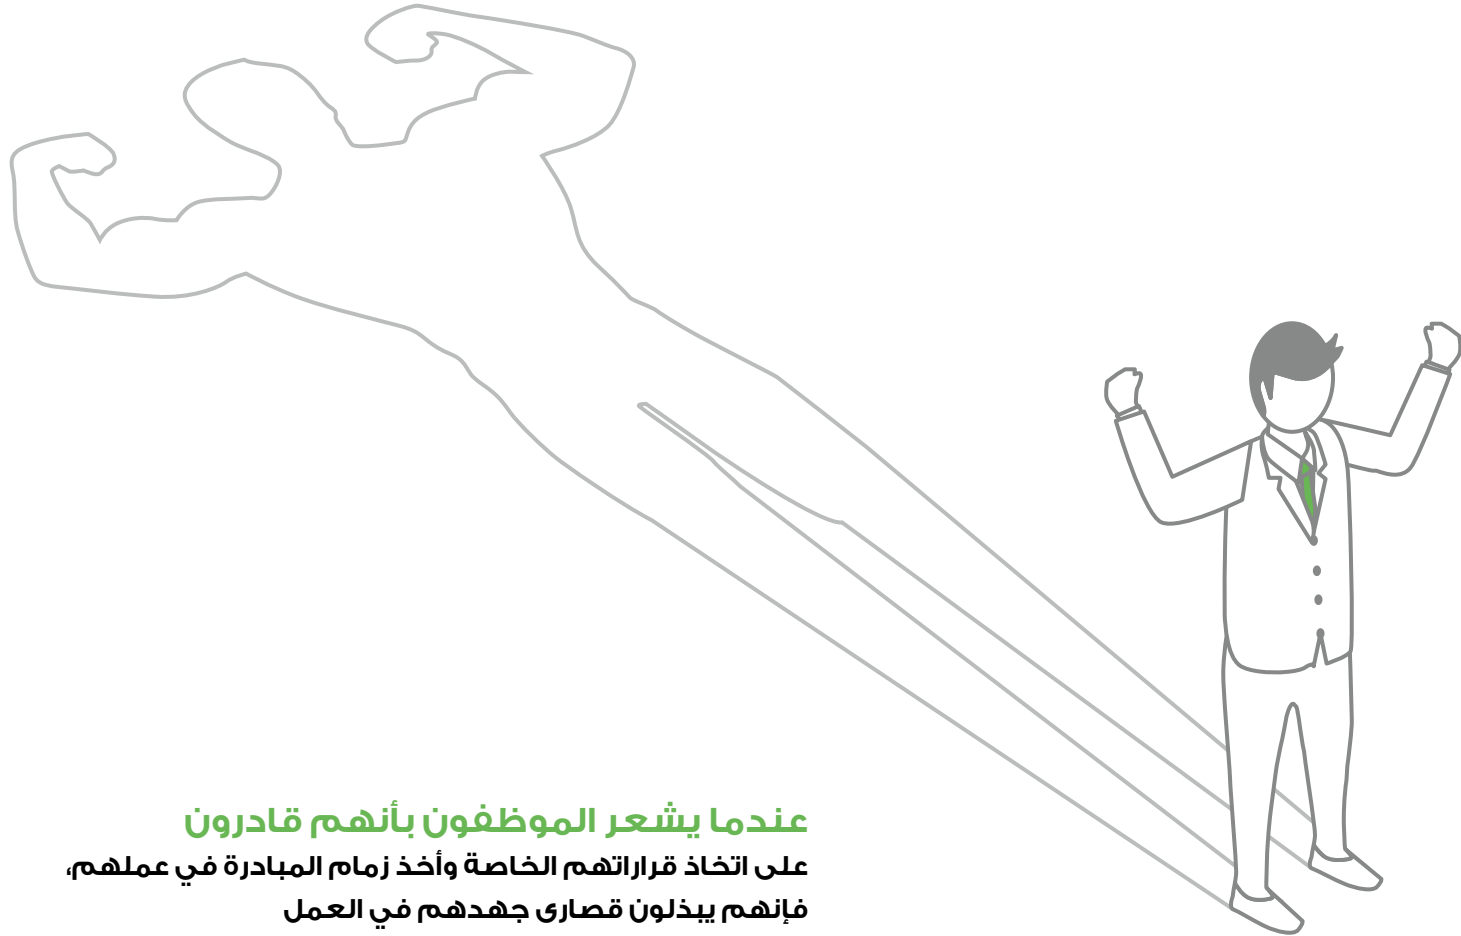 عندما يشعر الموظفون بأنهم قادرون
على اتخاذ قراراتهم الخاصة وأخذ زمام المبادرة في عملهم،
فإنهم يبذلون قصارى جهدهم في العمل